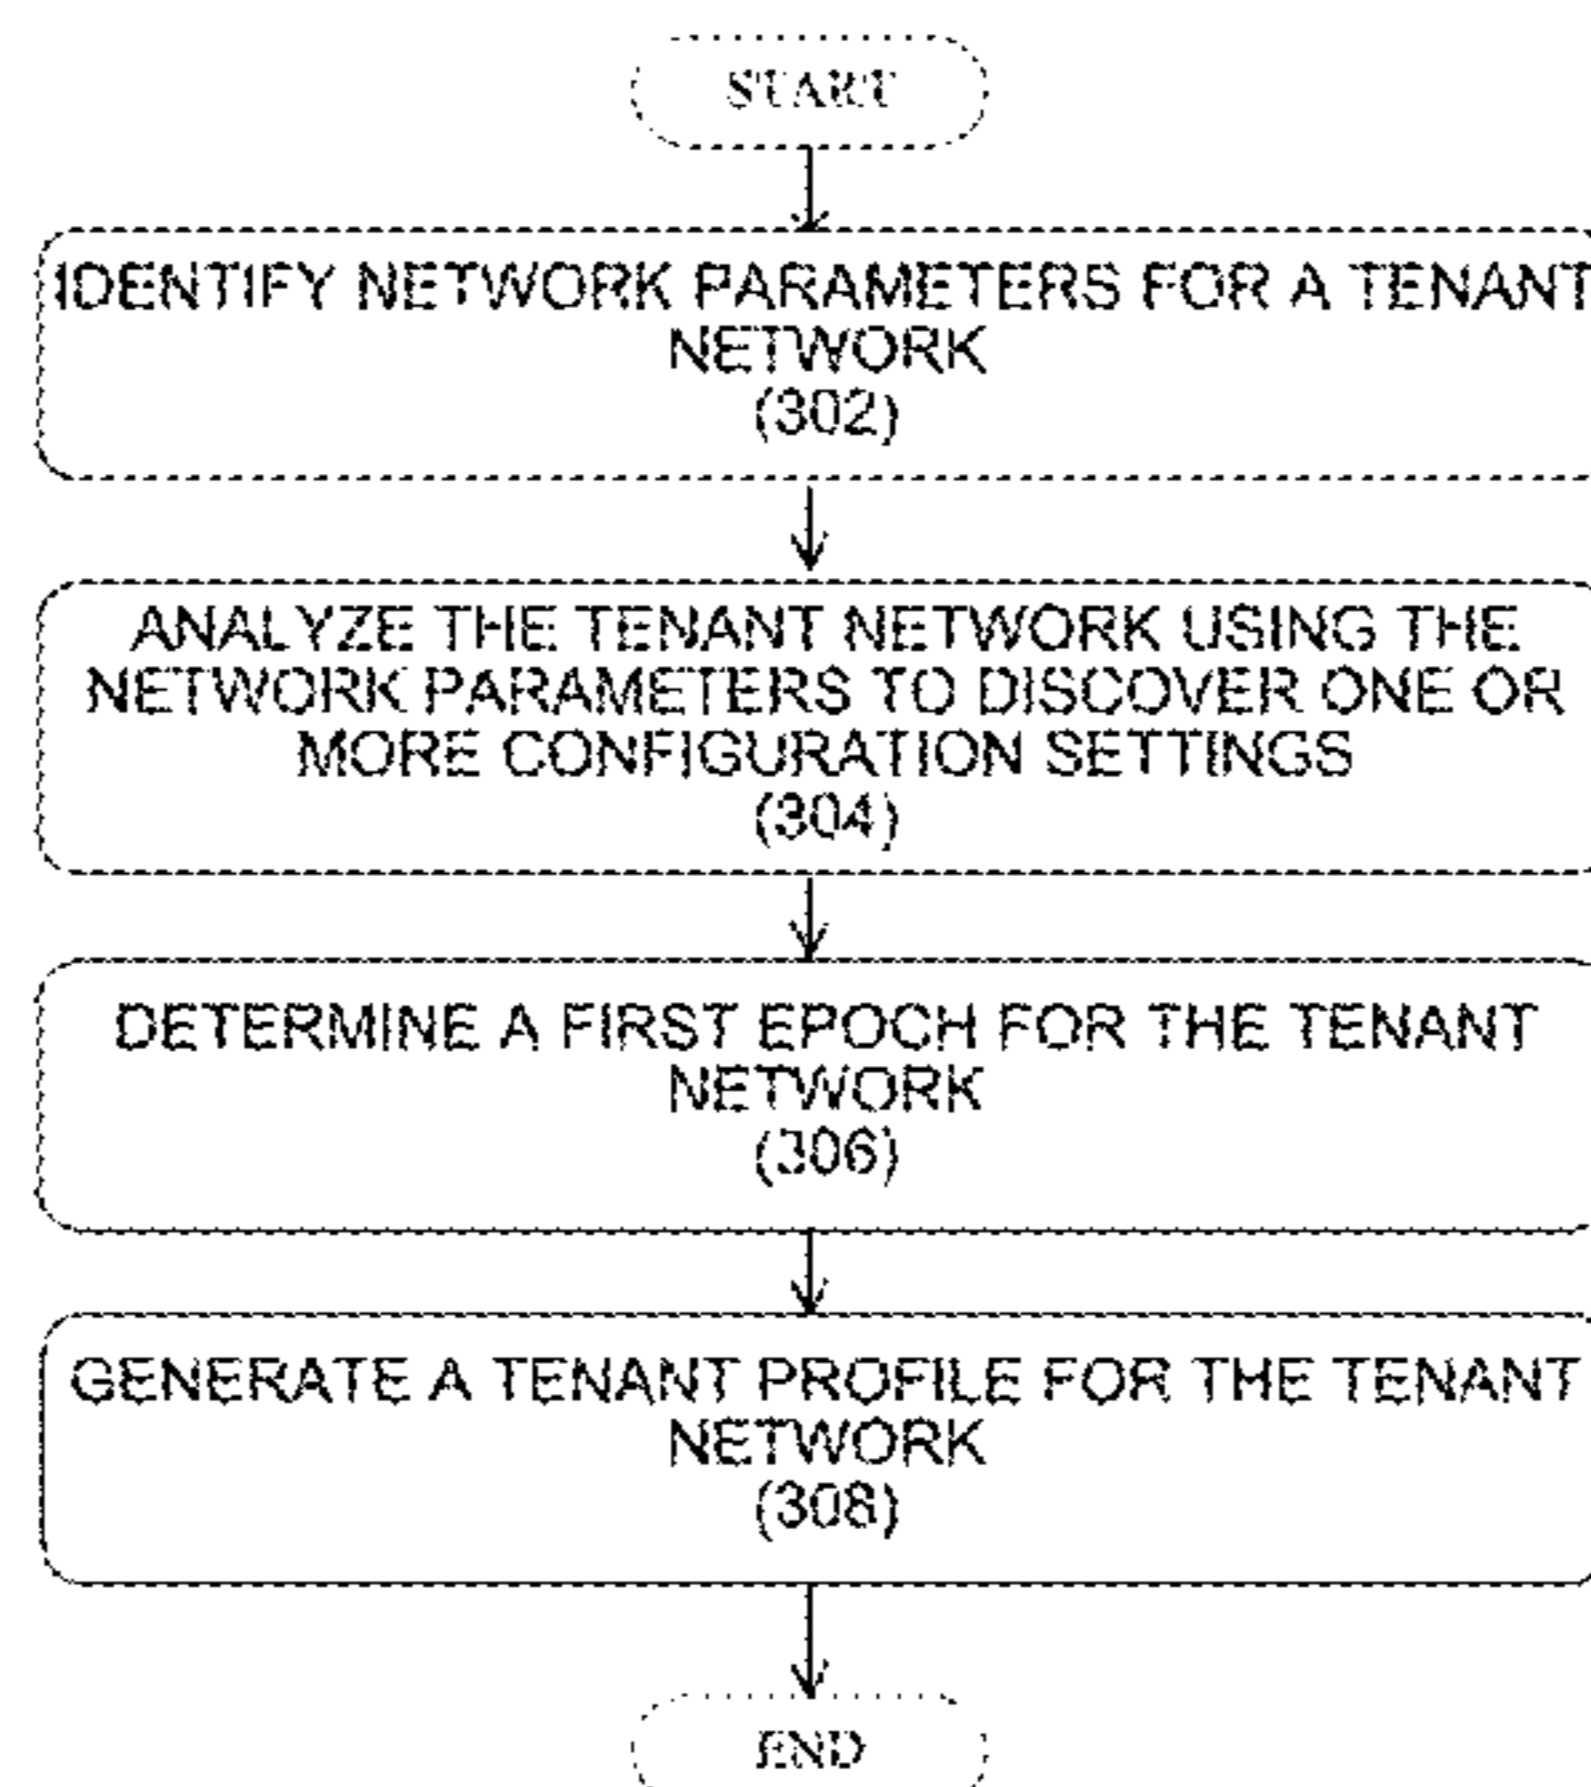 START
IDENTIFY NETWORK PARAMETERS FOR A TENANT
NETWORK
(302)
ANALYZE THE TENANT NETWORK USING THE
NETWORK PARAMETERS TO DISCOVER ONE OR
MORE CONFIGURATION SETTINGS
(304)
DETERMINE A FIRST EPOCH FOR THE TENANT
NETWORK
(306)
GENERATE A TENANT PROFILE FOR THE TENANT
NETWORK
(308)
END